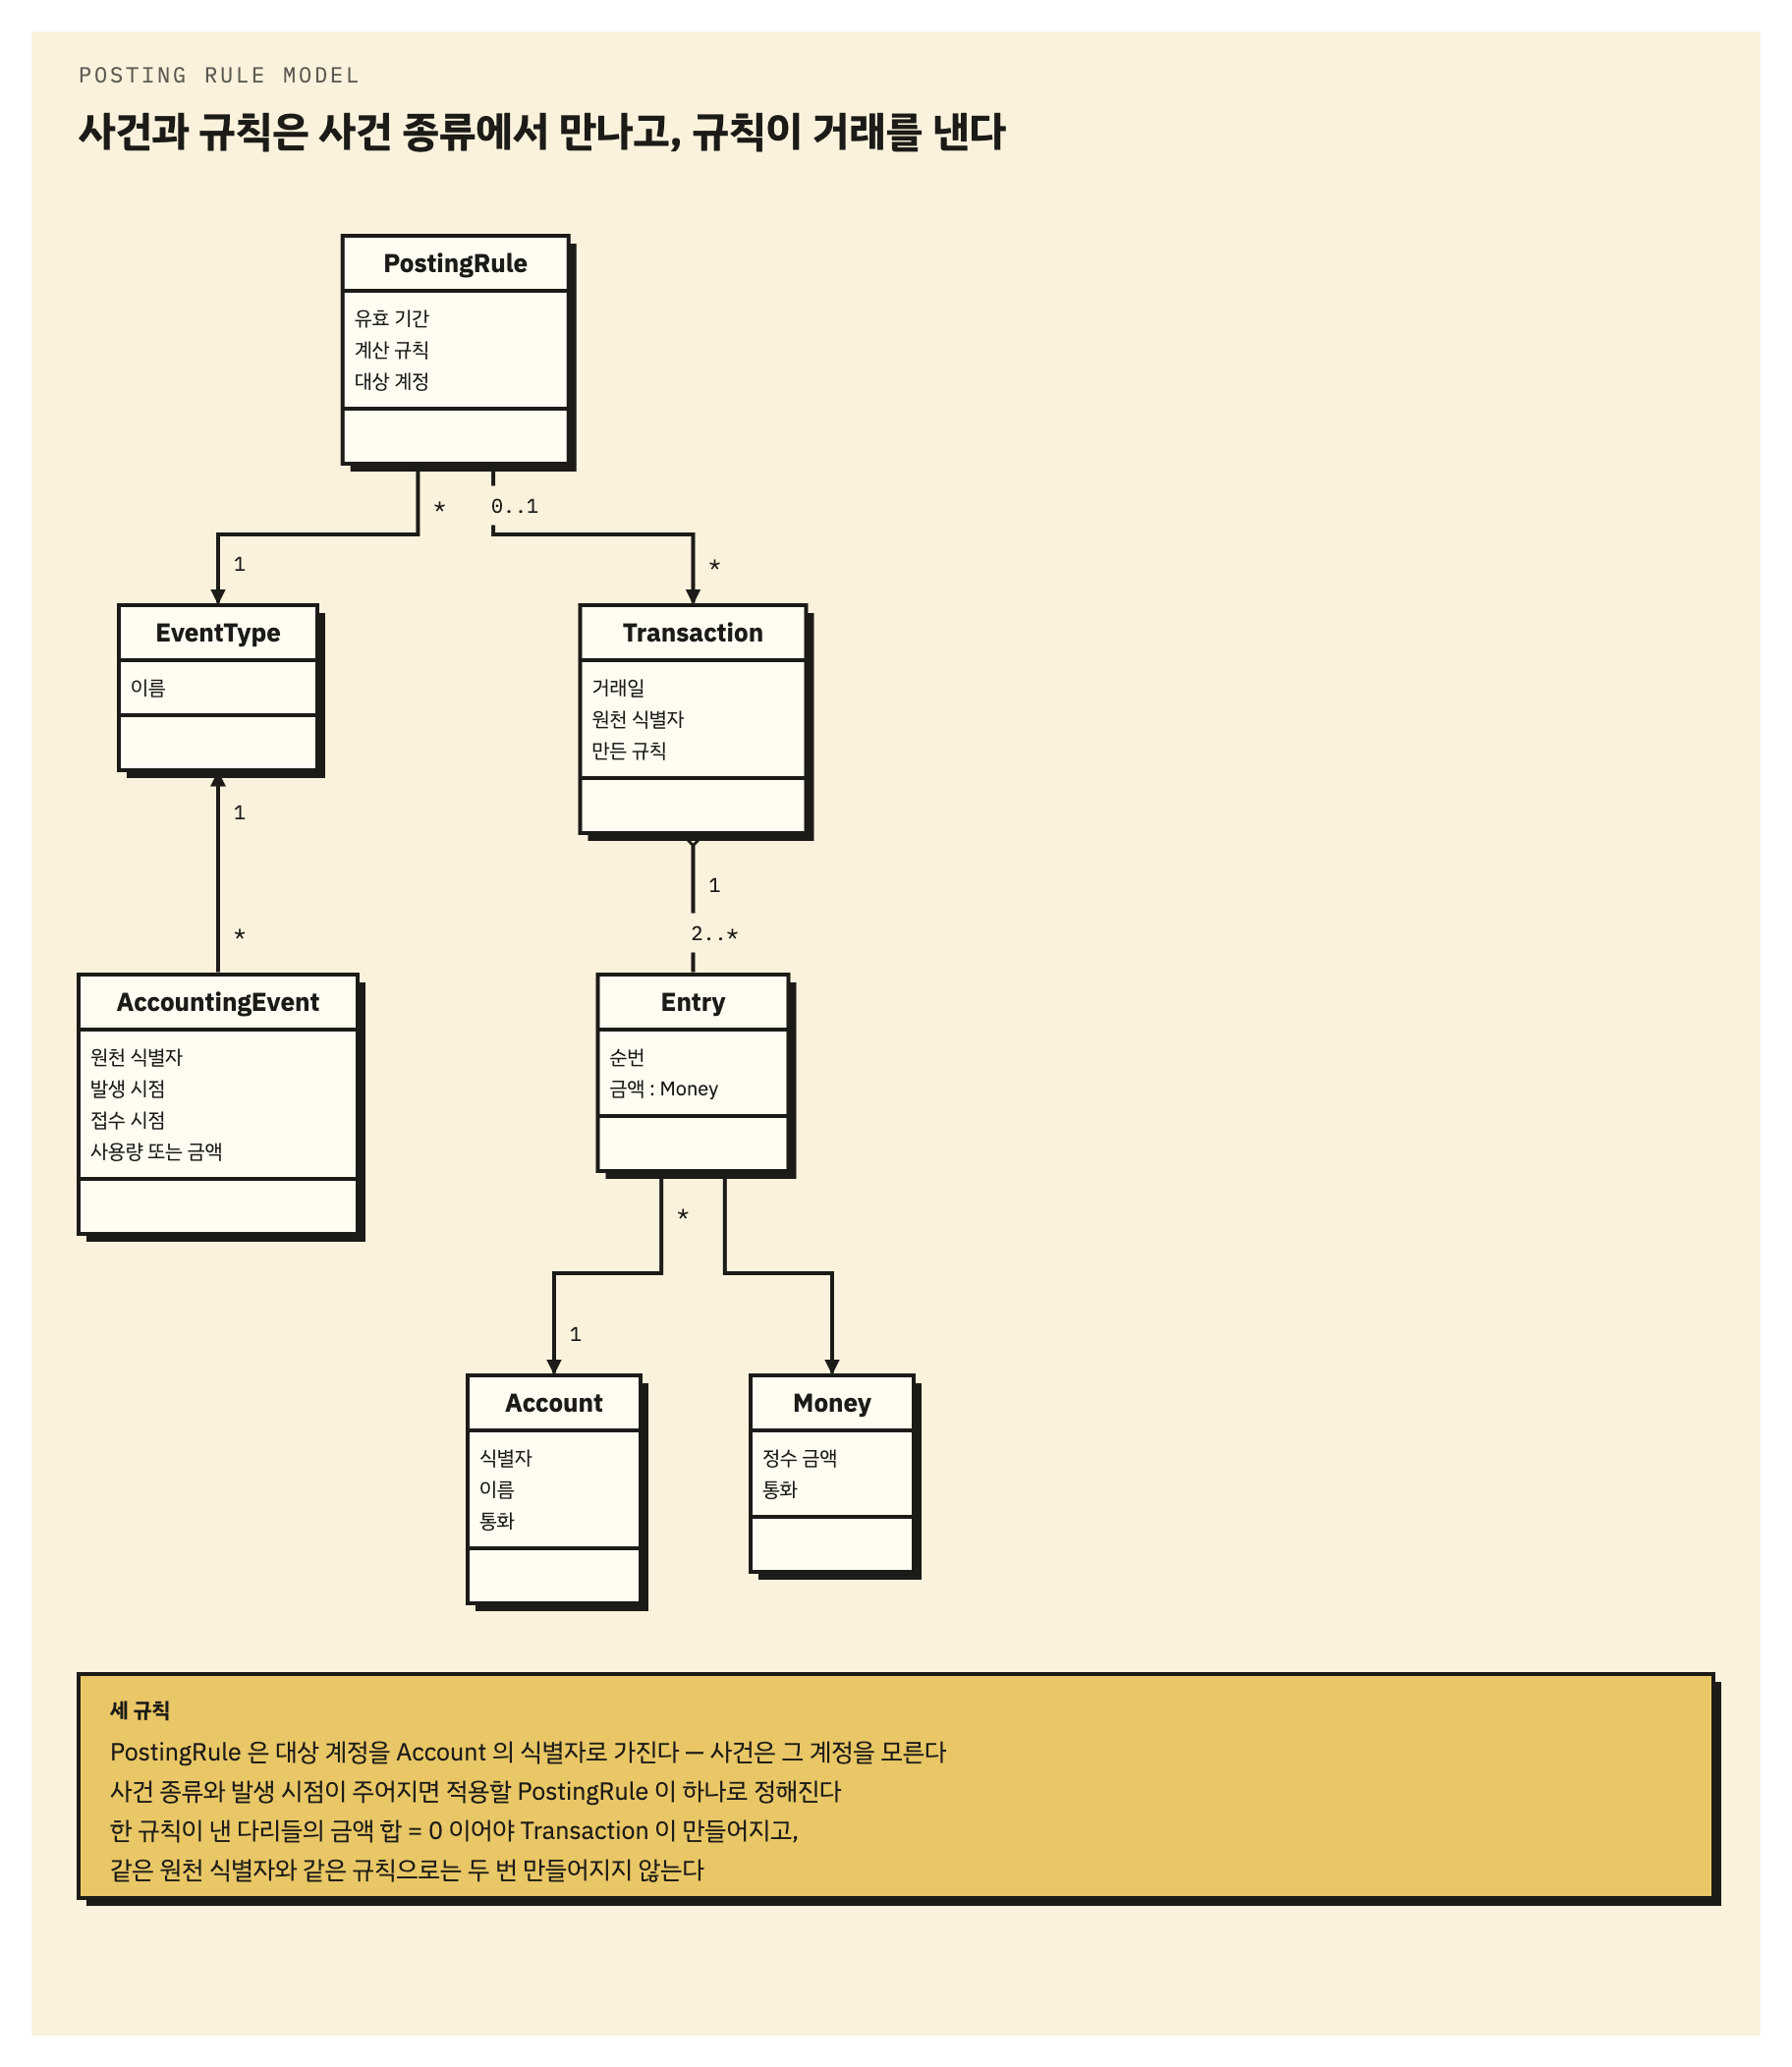 POSTING RULE MODEL
사건과 규칙은 사건 종류에서 만나고, 규칙이 거래를 낸다
PostingRule
유효 기간
계산 규칙
대상 계정
*
0..1
1
*
EventType
이름
Transaction
거래일
원천 식별자
만든 규칙
1
*
1
2..*
AccountingEvent
원천 식별자
발생 시점
접수 시점
사용량 또는 금액
Entry
순번
금액 : Money
*
1
Account
식별자
이름
통화
Money
정수 금액
통화
세 규칙
PostingRule 은 대상 계정을 Account 의 식별자로 가진다 — 사건은 그 계정을 모른다
사건 종류와 발생 시점이 주어지면 적용할 PostingRule 이 하나로 정해진다
한 규칙이 낸 다리들의 금액 합 = 0 이어야 Transaction 이 만들어지고,
같은 원천 식별자와 같은 규칙으로는 두 번 만들어지지 않는다